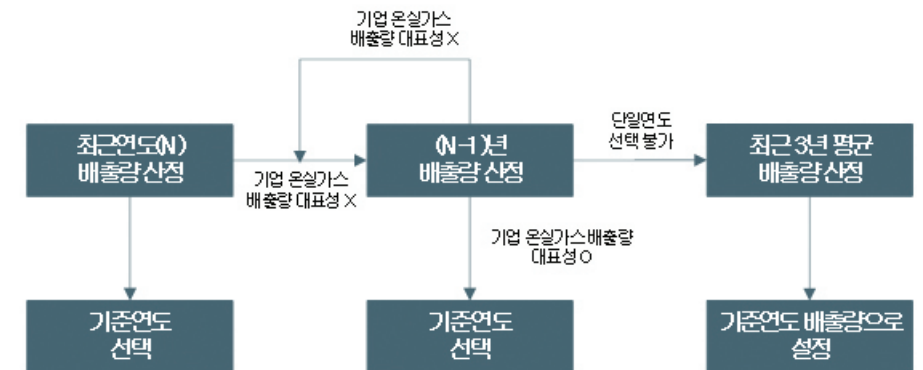 기업 온실가스
배출량 대표성 X
최근연도(N)
배출량 산정
기업 온실가스
배출량 대표성 X
(N-1)년
배출량 산정
단일연도
선택 불가
최근 3년 평균
배출량 산정
기업 온실가스 배출량
대표성 O
기준연도
선택
기준연도
선택
기준연도 배출량으로
설정